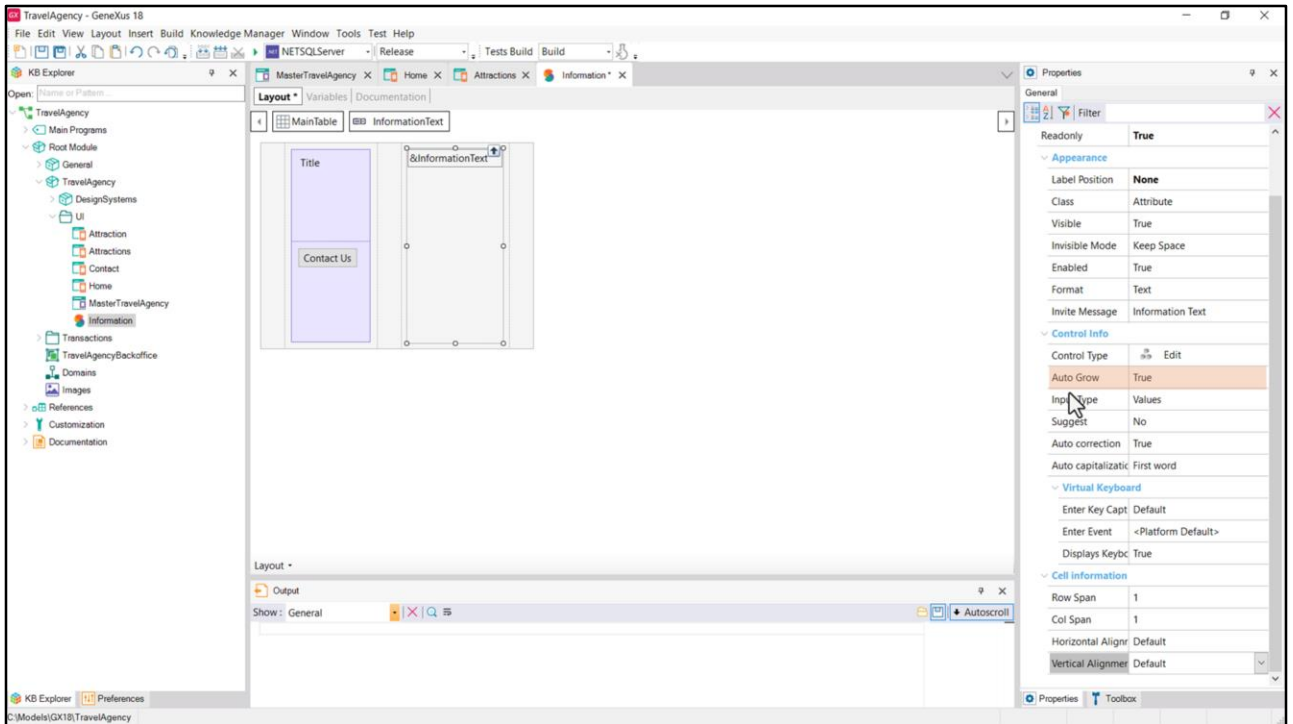 GX TravelAgency - GeneXus 18
File Edit View Layout Insert Build Knowledge Manager Window Tools Test Help
NETSQLServer Release Tests Build Build
KB Explorer
Open: Name or Pattern...
TravelAgency
Main Programs
Root Module
General
TravelAgency
DesignSystems
UI
Attraction
Attractions
Contact
Home
MasterTravelAgency
Information
Transactions
TravelAgencyBackoffice
Domains
Images
References
Customization
Documentation
KB Explorer Preferences
C:\Models\GX18\TravelAgency
MasterTravelAgency Home Attractions Information *
Layout * Variables Documentation
MainTable InformationText
Title
&InformationText
Contact Us
Layout
Output
Show: General
Autoscroll
Properties
General
Filter
Readonly True
Appearance
Label Position None
Class Attribute
Visible True
Invisible Mode Keep Space
Enabled True
Format Text
Invite Message Information Text
Control Info
Control Type Edit
Auto Grow True
Input Type Values
Suggest No
Auto correction True
Auto capitalizatic First word
Virtual Keyboard
Enter Key Capt Default
Enter Event <Platform Default>
Displays Keybc True
Cell information
Row Span 1
Col Span 1
Horizontal Alignr Default
Vertical Alignmer Default
Properties Toolbox